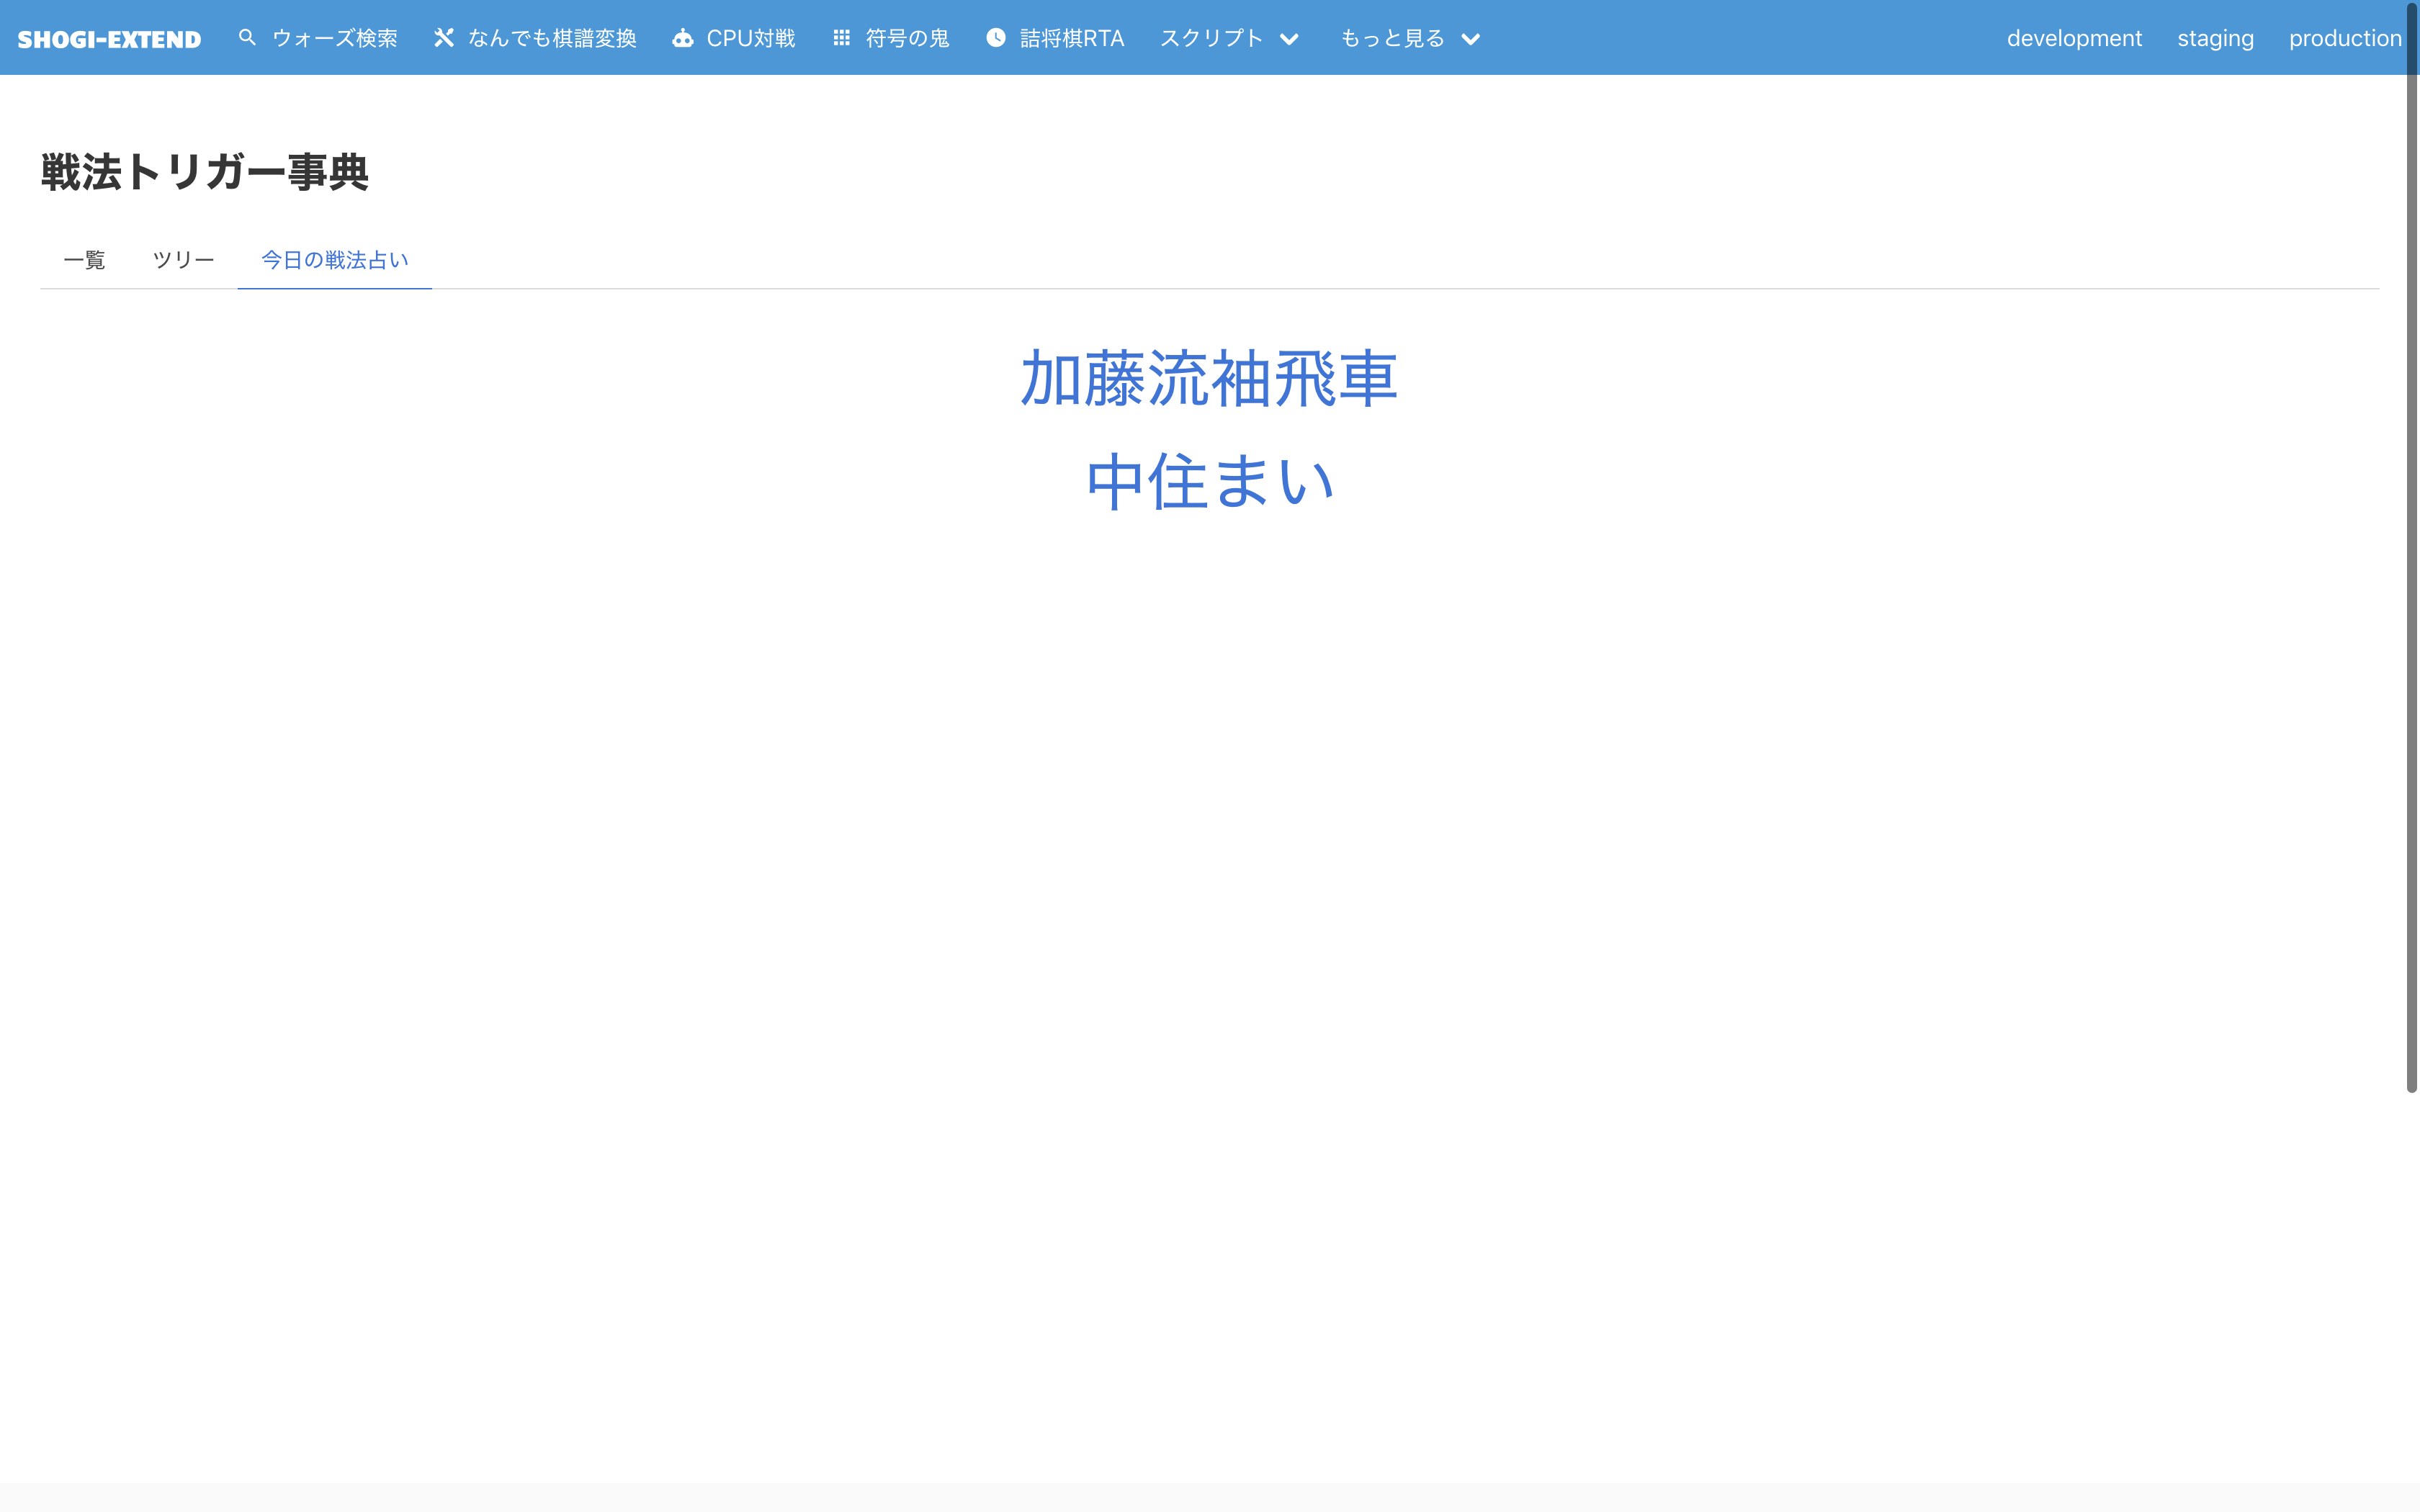 SHOGI-EXTEND ウォーズ検索 なんでも棋譜変換 CPU対戦 符号の鬼 詰将棋RTA スクリプト もっと見る development staging production
戦法トリガー事典
一覧 ツリー 今日の戦法占い
加藤流袖飛車
中住まい